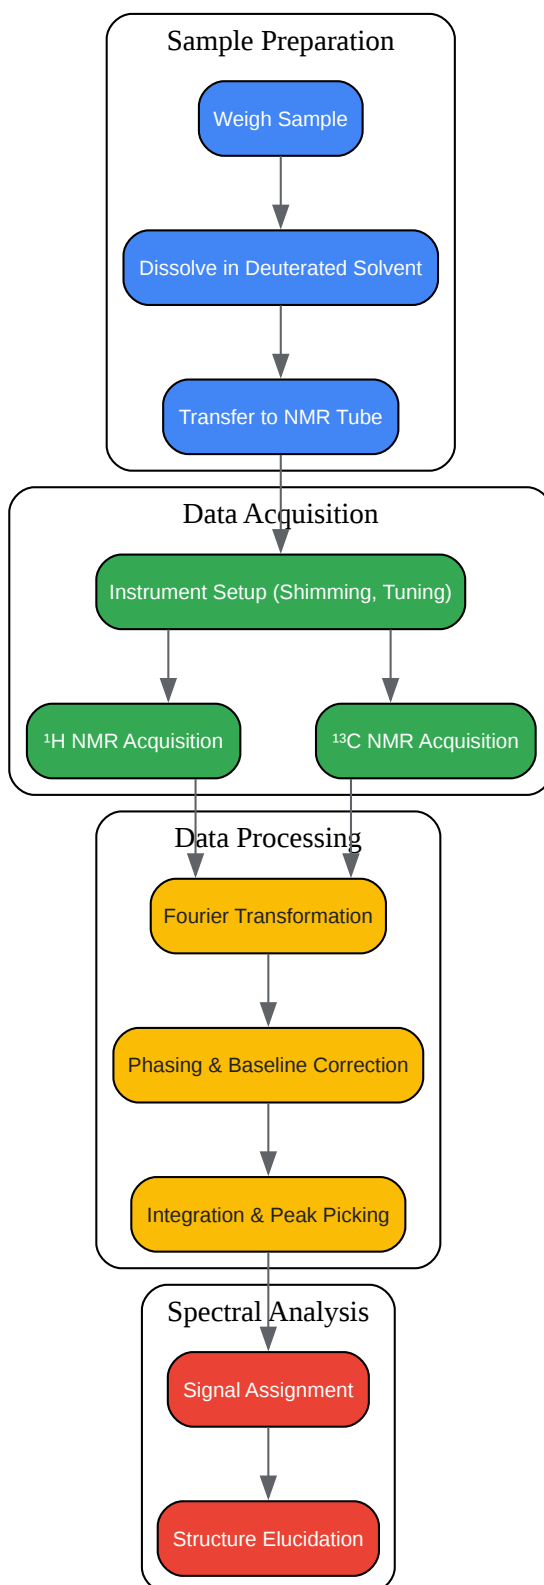 Sample Preparation
Weigh Sample
Dissolve in Deuterated Solvent
Transfer to NMR Tube
Data Acquisition
Instrument Setup (Shimming, Tuning)
¹H NMR Acquisition
¹³C NMR Acquisition
Data Processing
Fourier Transformation
Phasing & Baseline Correction
Integration & Peak Picking
Spectral Analysis
Signal Assignment
Structure Elucidation